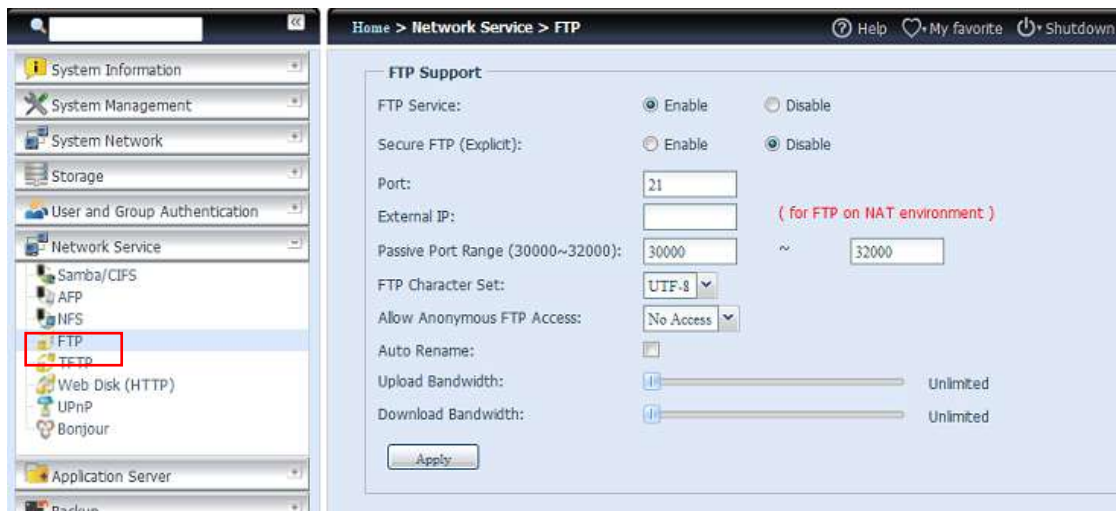 Home > Network Service > FTP
Help My favorite Shutdown
System Information
System Management
System Network
Storage
User and Group Authentication
Network Service
Samba/CIFS
AFP
NFS
FTP
TFTP
Web Disk (HTTP)
UPnP
Bonjour
Application Server
Backup
FTP Support
FTP Service: Enable Disable
Secure FTP (Explicit): Enable Disable
Port: 21
External IP: ( for FTP on NAT environment )
Passive Port Range (30000~32000): 30000 ~ 32000
FTP Character Set: UTF-8
Allow Anonymous FTP Access: No Access
Auto Rename:
Upload Bandwidth: Unlimited
Download Bandwidth: Unlimited
Apply